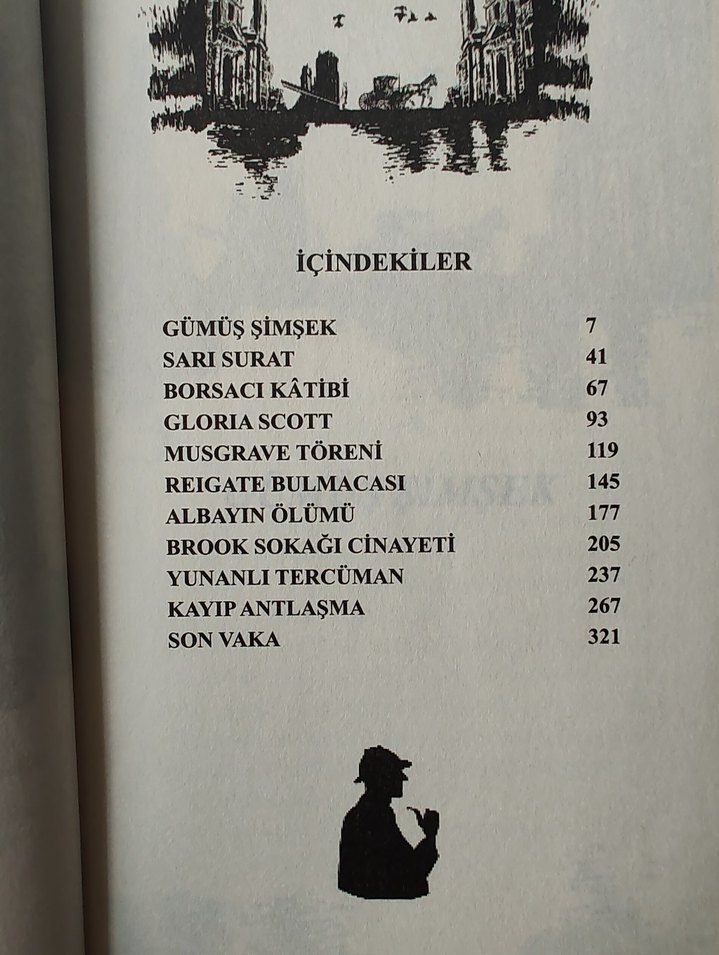 İÇİNDEKİLER
GÜMÜŞ ŞİMŞEK 7
SARI SURAT 41
BORSACI KÂTİBİ 67
GLORIA SCOTT 93
MUSGRAVE TÖRENİ 119
REIGATE BULMACASI 145
ALBAYIN ÖLÜMÜ 177
BROOK SOKAĞI CİNAYETİ 205
YUNANLI TERCÜMAN 237
KAYIP ANTLAŞMA 267
SON VAKA 321